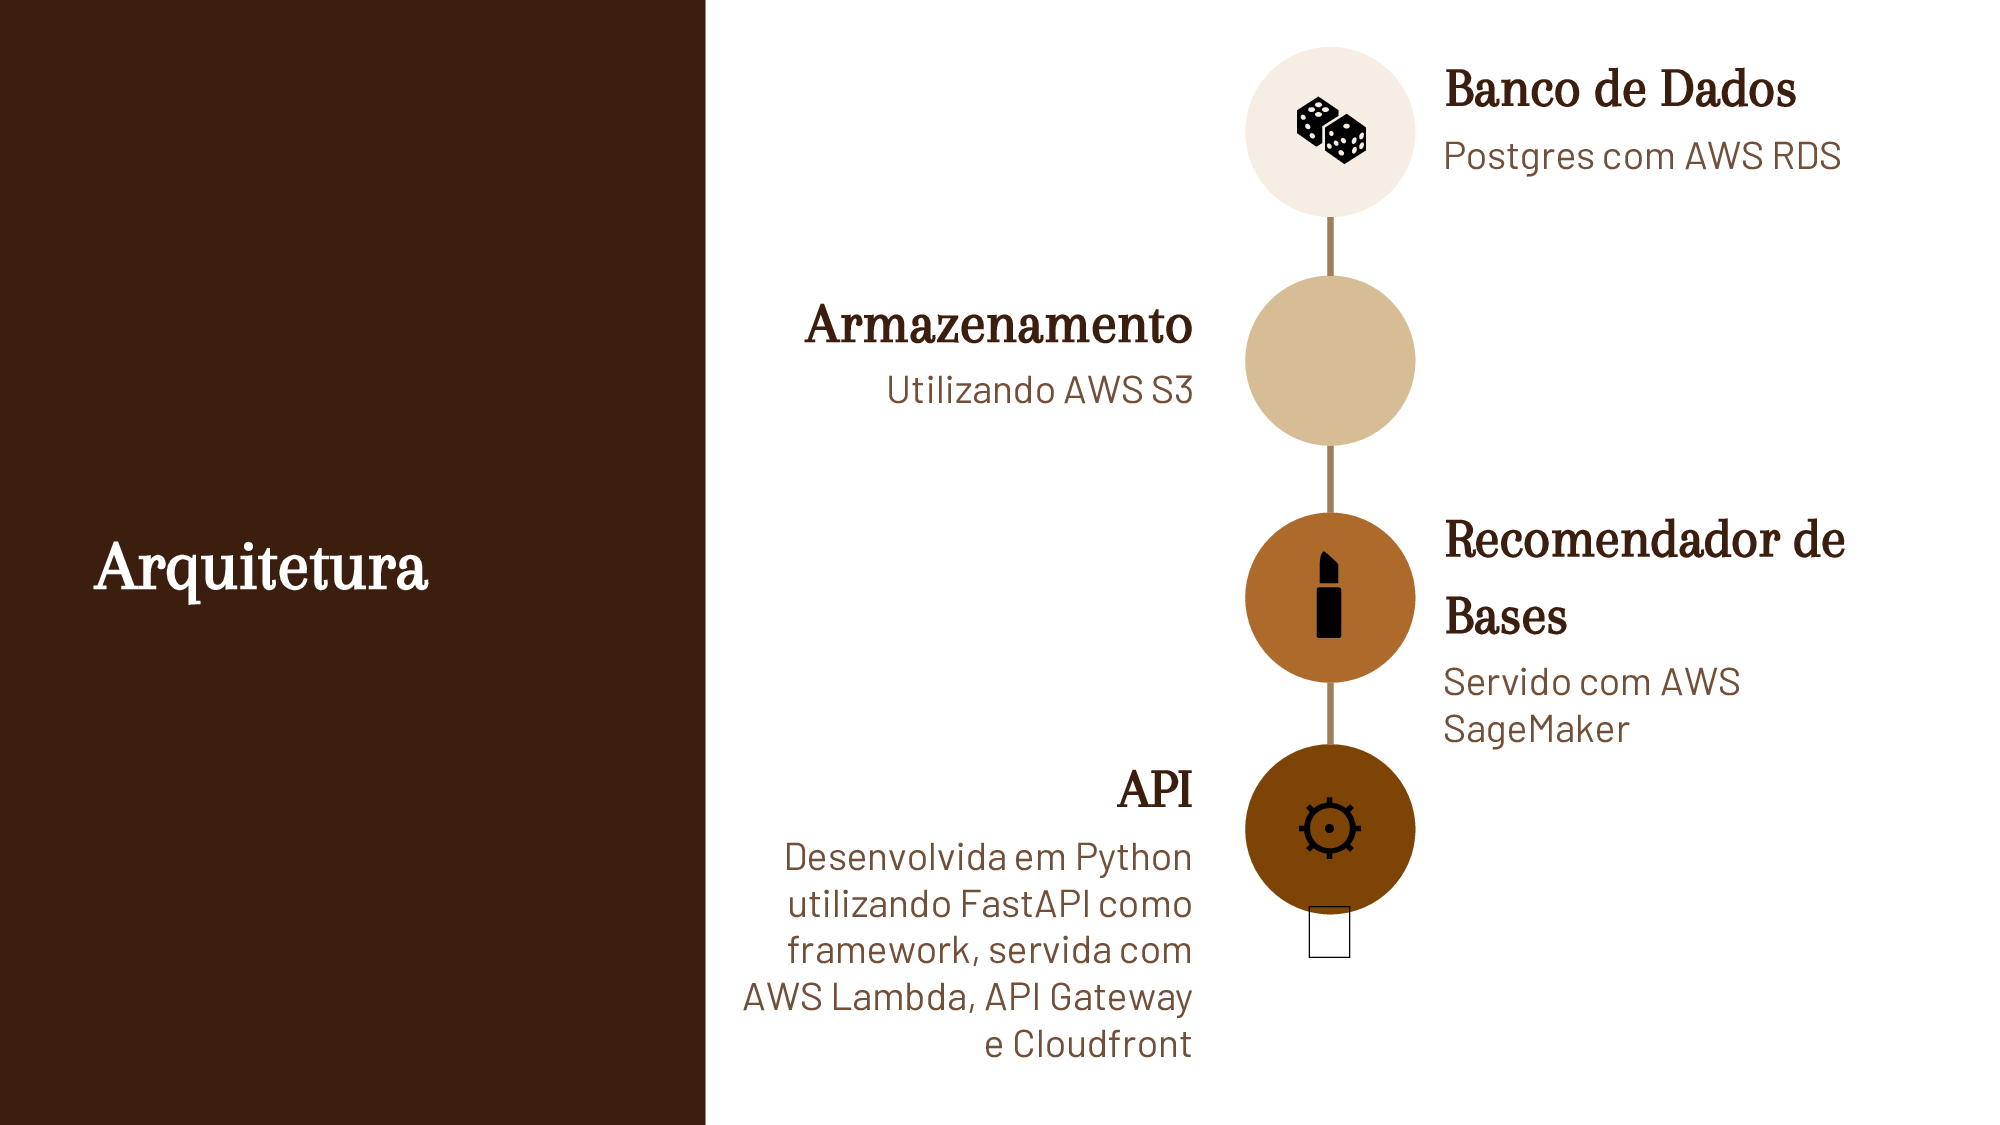 Arquitetura
Banco de Dados
Postgres com AWS RDS
Armazenamento
Utilizando AWS S3
Recomendador de
Bases
Servido com AWS
SageMaker
API
Desenvolvida em Python
utilizando FastAPI como
framework, servida com
AWS Lambda, API Gateway
e Cloudfront